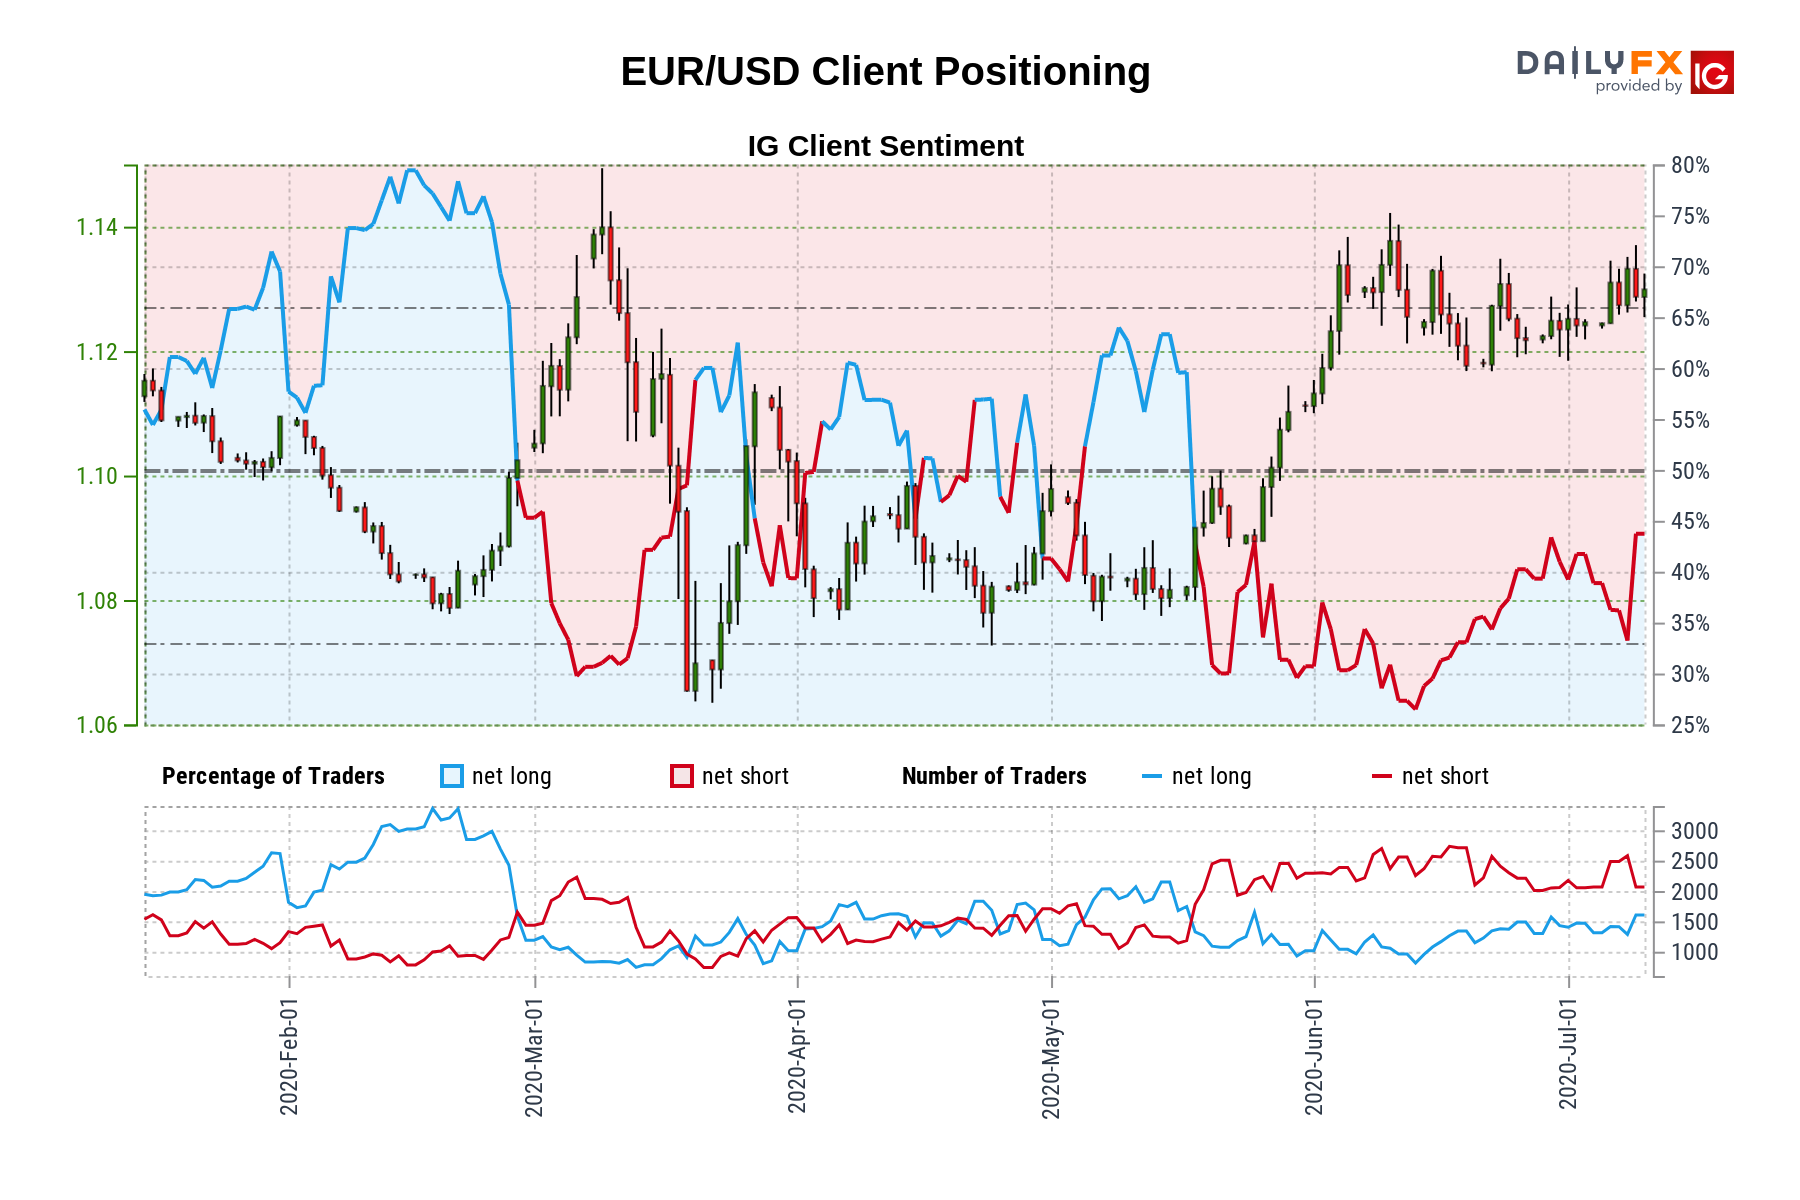 EUR/USD Client Positioning
DAILYFX
provided by
IG
IG Client Sentiment
1.14
1.12
1.10
1.08
1.06
80%
75%
70%
65%
60%
55%
50%
45%
40%
35%
30%
25%
Percentage of Traders net long net short Number of Traders net long net short
3000
2500
2000
1500
1000
2020-Feb-01
2020-Mar-01
2020-Apr-01
2020-May-01
2020-Jun-01
2020-Jul-01